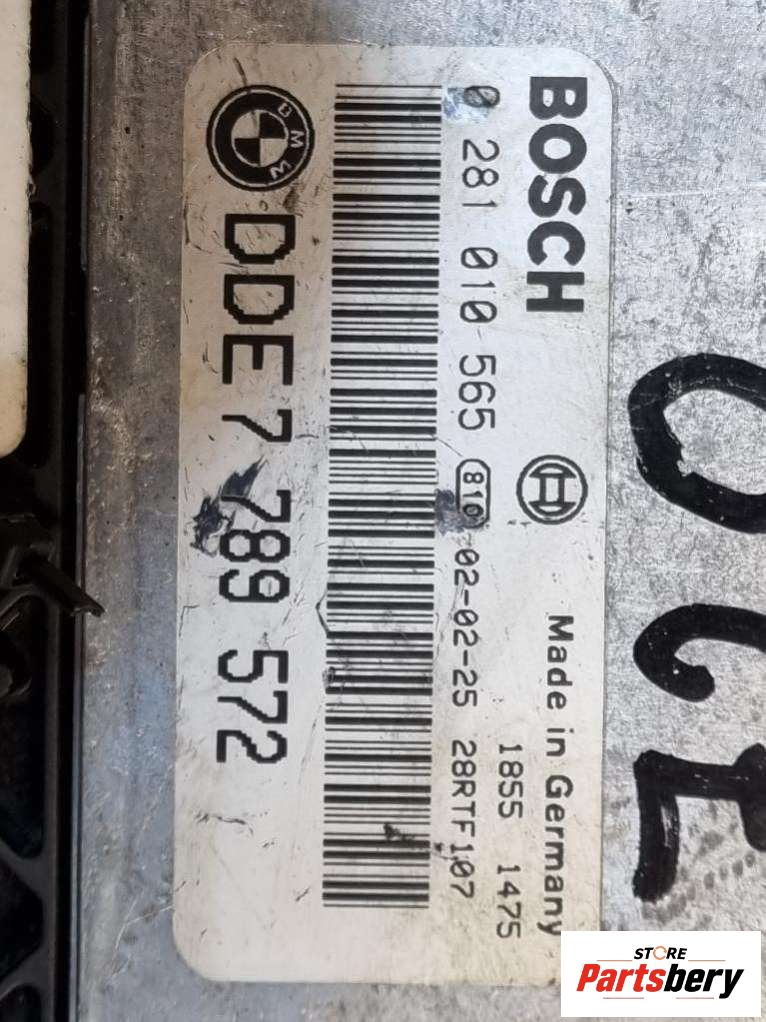 BOSCH
Made in Germany
1855 1475
0 281 010 565 810 02-02-25 28RTF107
BMW
DDE7 789 572
STORE
Partsbery